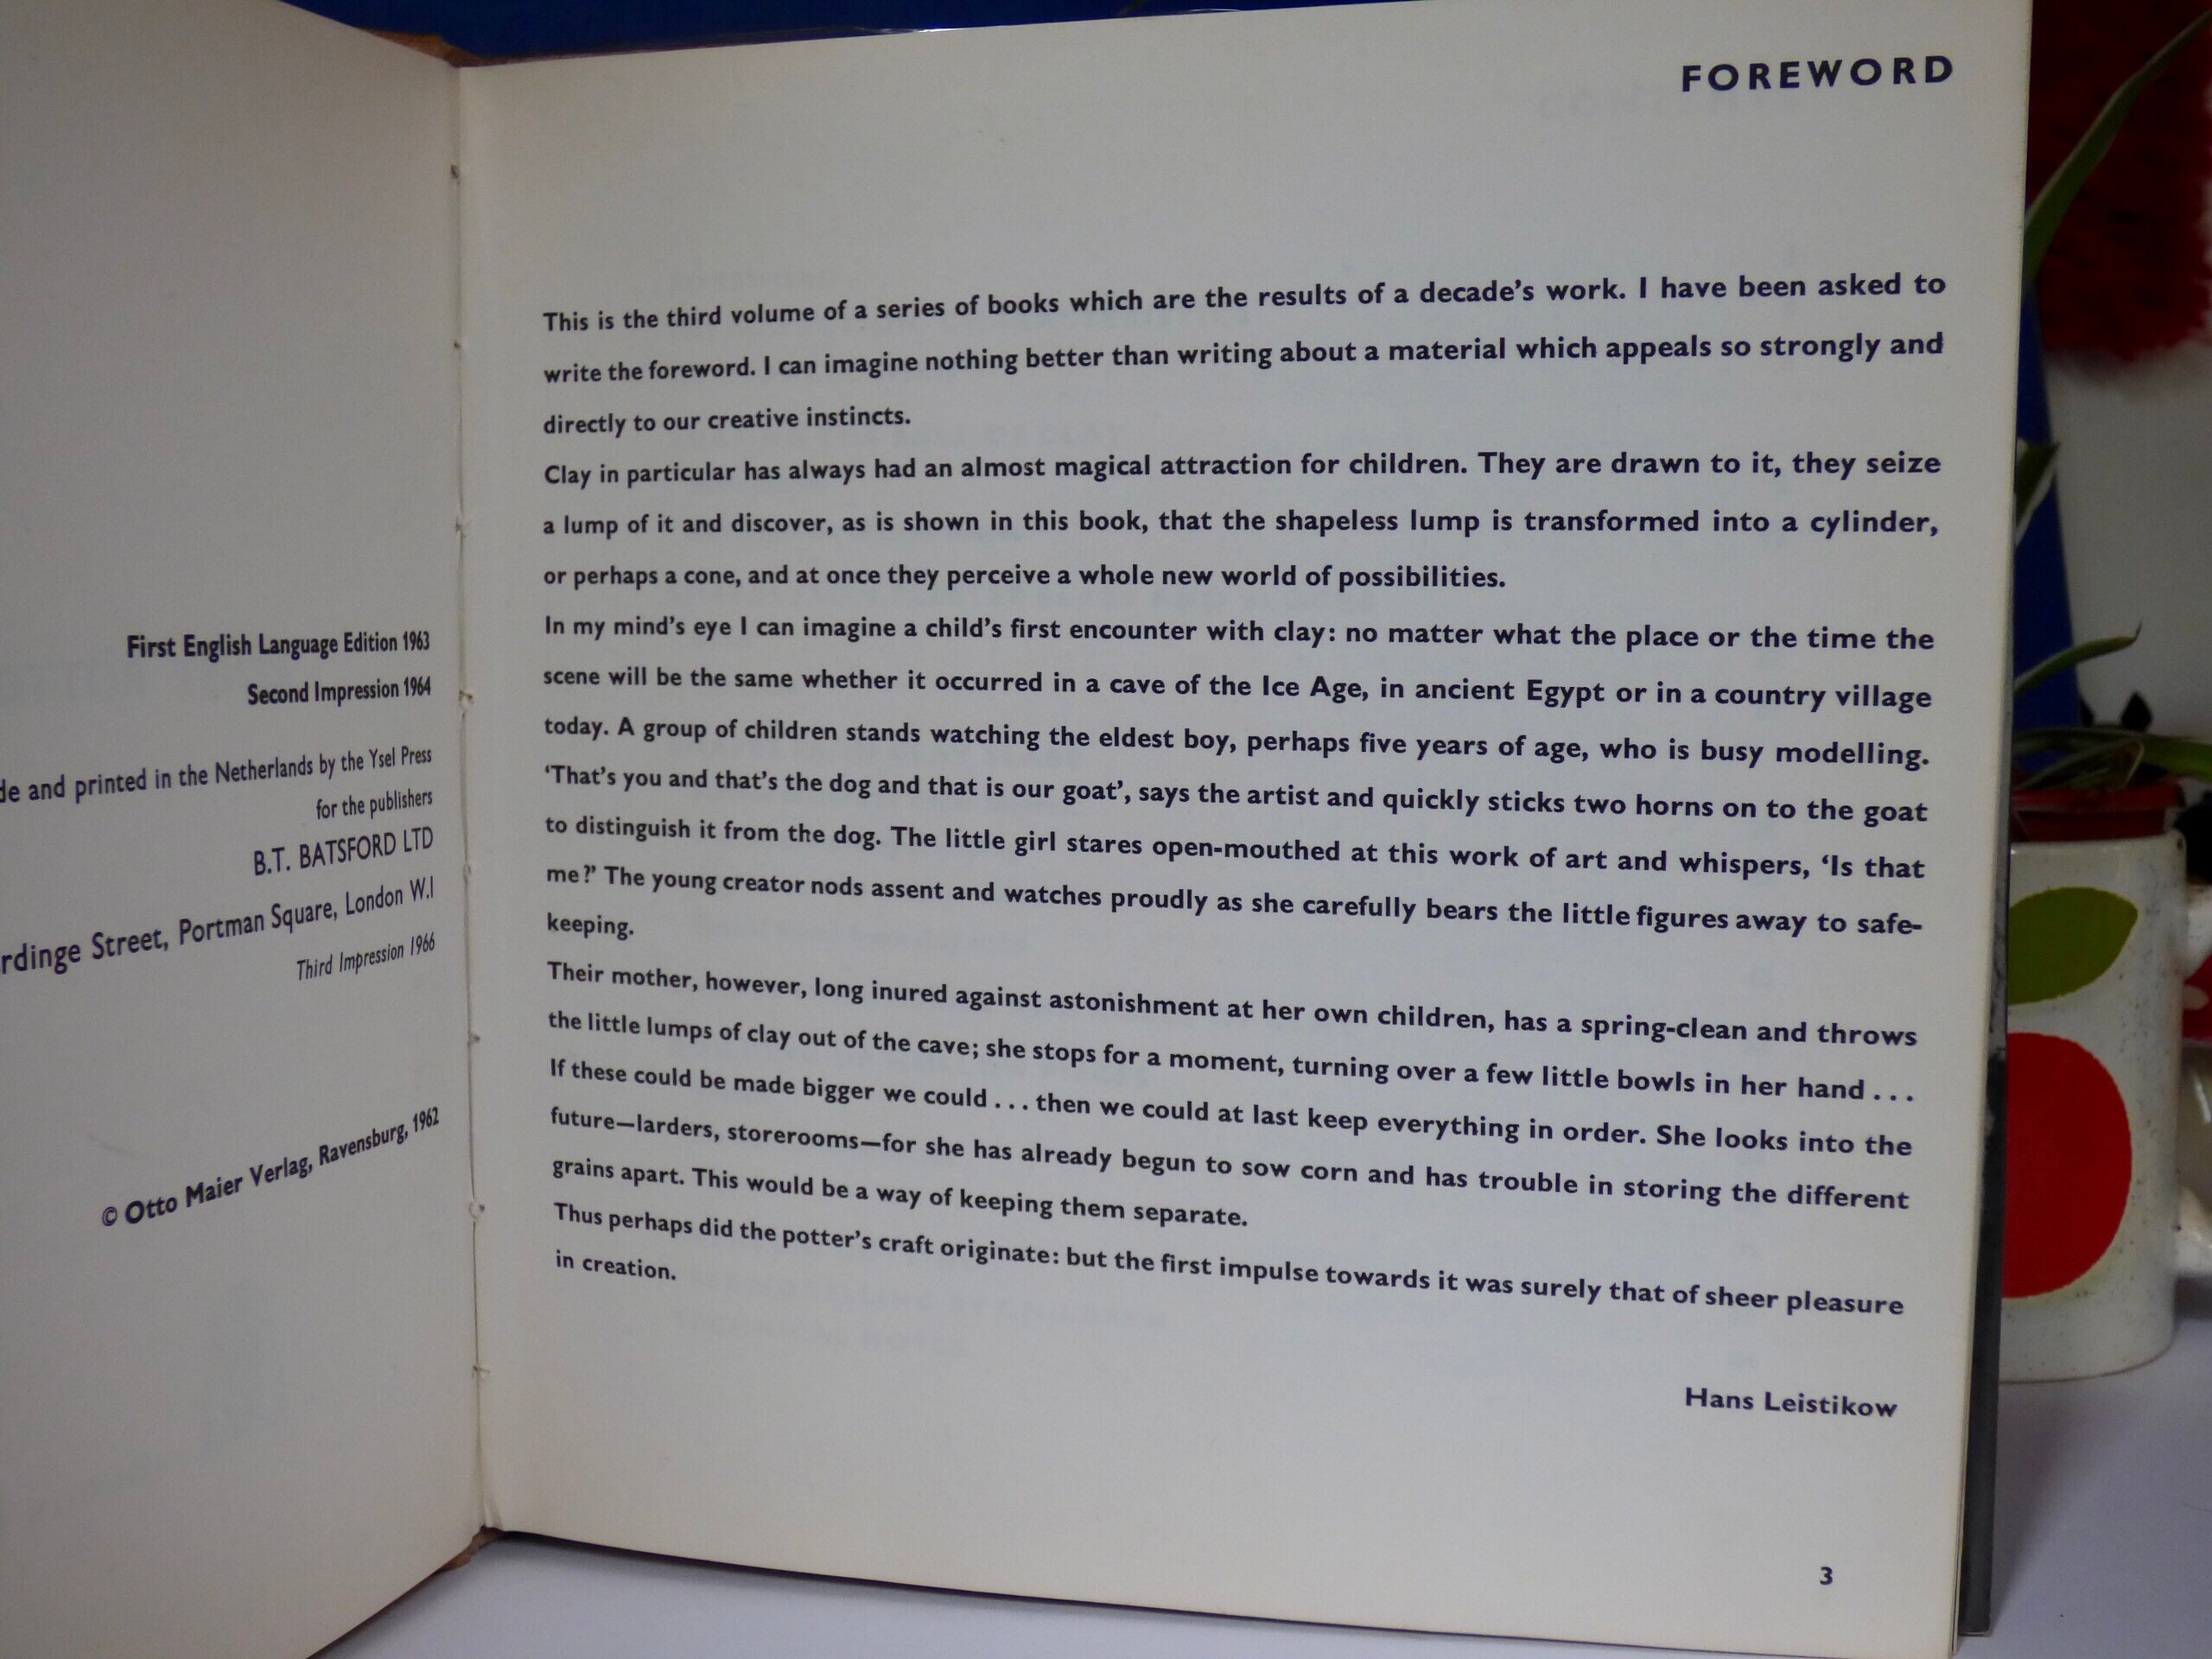 First English Language Edition 1963
Second Impression 1964
and printed in the Netherlands by the Ysel Press
for the publishers
B.T. BATSFORD LTD
Street, Portman Square, London W.1
Third Impression 1966
© Otto Maier Verlag, Ravensburg, 1962
FOREWORD
This is the third volume of a series of books which are the results of a decade's work. I have been asked to
write the foreword. I can imagine nothing better than writing about a material which appeals so strongly and
directly to our creative instincts.
Clay in particular has always had an almost magical attraction for children. They are drawn to it, they seize
a lump of it and discover, as is shown in this book, that the shapeless lump is transformed into a cylinder,
or perhaps a cone, and at once they perceive a whole new world of possibilities.
In my mind's eye I can imagine a child's first encounter with clay: no matter what the place or the time the
scene will be the same whether it occurred in a cave of the Ice Age, in ancient Egypt or in a country village
today. A group of children stands watching the eldest boy, perhaps five years of age, who is busy modelling.
‘That's you and that's the dog and that is our goat’, says the artist and quickly sticks two horns on to the goat
to distinguish it from the dog. The little girl stares open-mouthed at this work of art and whispers, ‘Is that
me?’ The young creator nods assent and watches proudly as she carefully bears the little figures away to safe-
keeping.
Their mother, however, long inured against astonishment at her own children, has a spring-clean and throws
the little lumps of clay out of the cave; she stops for a moment, turning over a few little bowls in her hand . . .
If these could be made bigger we could . . . then we could at last keep everything in order. She looks into the
future—larders, storerooms—for she has already begun to sow corn and has trouble in storing the different
grains apart. This would be a way of keeping them separate.
Thus perhaps did the potter's craft originate: but the first impulse towards it was surely that of sheer pleasure
in creation.
Hans Leistikow
3